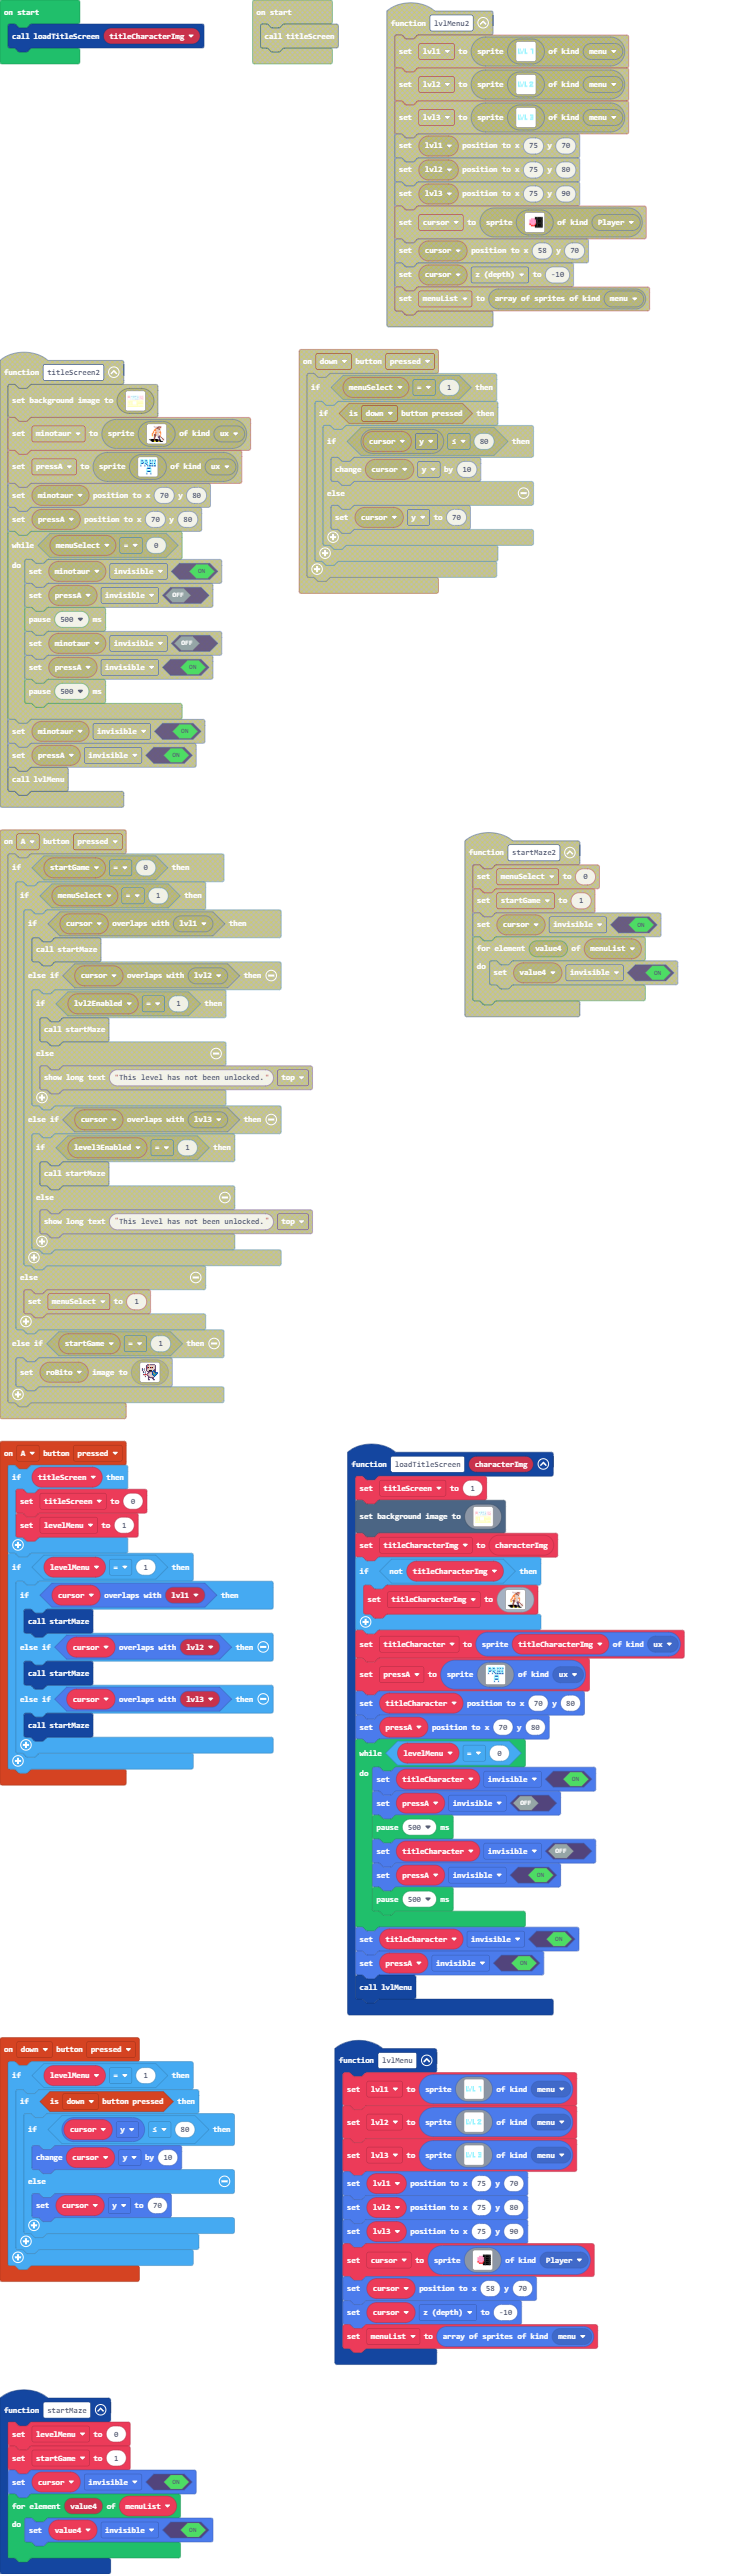 on start
call loadTitleScreen titleCharacterImg
on start
call titleScreen
function lvlMenu2
set lvl1 to sprite of kind menu
set lvl2 to sprite of kind menu
set lvl3 to sprite of kind menu
set lvl1 position to x 75 y 70
set lvl2 position to x 75 y 80
set lvl3 position to x 75 y 90
set cursor to sprite of kind Player
set cursor position to x 58 y 70
set cursor z (depth) to -10
set menuList to array of sprites of kind menu
function titleScreen2
set background image to
set minotaur to sprite of kind ux
set pressA to sprite of kind ux
set minotaur position to x 70 y 80
set pressA position to x 70 y 80
while menuSelect = 0
do set minotaur invisible ON
set pressA invisible OFF
pause 500 ms
set minotaur invisible OFF
set pressA invisible ON
pause 500 ms
set minotaur invisible ON
set pressA invisible ON
call lvlMenu
on down button pressed
if menuSelect = 1 then
if is down button pressed then
if cursor y ≤ 80 then
change cursor y by 10
else
set cursor y to 70
on A button pressed
if startGame = 0 then
if menuSelect = 1 then
if cursor overlaps with lvl1 then
call startMaze
else if cursor overlaps with lvl2 then
if lvl2Enabled = 1 then
call startMaze
else
show long text "This level has not been unlocked." top
else if cursor overlaps with lvl3 then
if level3Enabled = 1 then
call startMaze
else
show long text "This level has not been unlocked." top
else
set menuSelect to 1
else if startGame = 1 then
set roBito image to
function startMaze2
set menuSelect to 0
set startGame to 1
set cursor invisible ON
for element value4 of menuList
do set value4 invisible ON
on A button pressed
if titleScreen then
set titleScreen to 0
set levelMenu to 1
if levelMenu = 1 then
if cursor overlaps with lvl1 then
call startMaze
else if cursor overlaps with lvl2 then
call startMaze
else if cursor overlaps with lvl3 then
call startMaze
function loadTitleScreen characterImg
set titleScreen to 1
set background image to
set titleCharacterImg to characterImg
if not titleCharacterImg then
set titleCharacterImg to
set titleCharacter to sprite titleCharacterImg of kind ux
set pressA to sprite of kind ux
set titleCharacter position to x 70 y 80
set pressA position to x 70 y 80
while levelMenu = 0
do set titleCharacter invisible ON
set pressA invisible OFF
pause 500 ms
set titleCharacter invisible OFF
set pressA invisible ON
pause 500 ms
set titleCharacter invisible ON
set pressA invisible ON
call lvlMenu
on down button pressed
if levelMenu = 1 then
if is down button pressed then
if cursor y ≤ 80 then
change cursor y by 10
else
set cursor y to 70
function lvlMenu
set lvl1 to sprite of kind menu
set lvl2 to sprite of kind menu
set lvl3 to sprite of kind menu
set lvl1 position to x 75 y 70
set lvl2 position to x 75 y 80
set lvl3 position to x 75 y 90
set cursor to sprite of kind Player
set cursor position to x 58 y 70
set cursor z (depth) to -10
set menuList to array of sprites of kind menu
function startMaze
set levelMenu to 0
set startGame to 1
set cursor invisible ON
for element value4 of menuList
do set value4 invisible ON